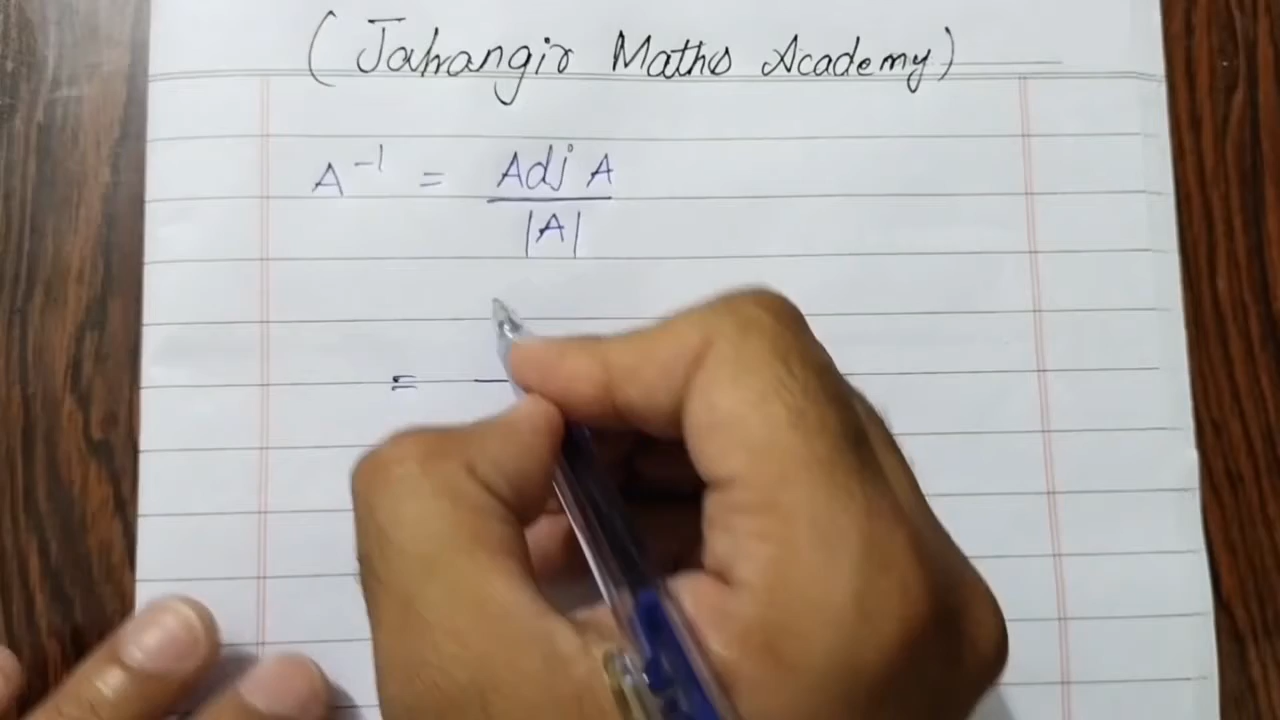 (Jahangir Maths Academy)
A⁻¹ = Adj A
|A|
=